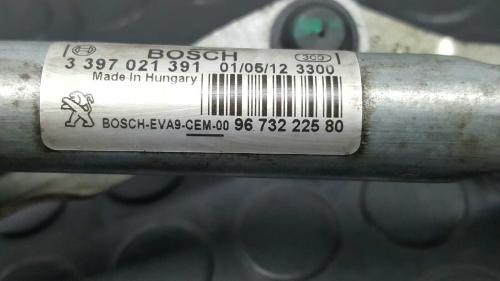 BOSCH
3 397 021 391 01/05/12 3300
Made in Hungary
BOSCH-EVA9-CEM-00 96 732 225 80